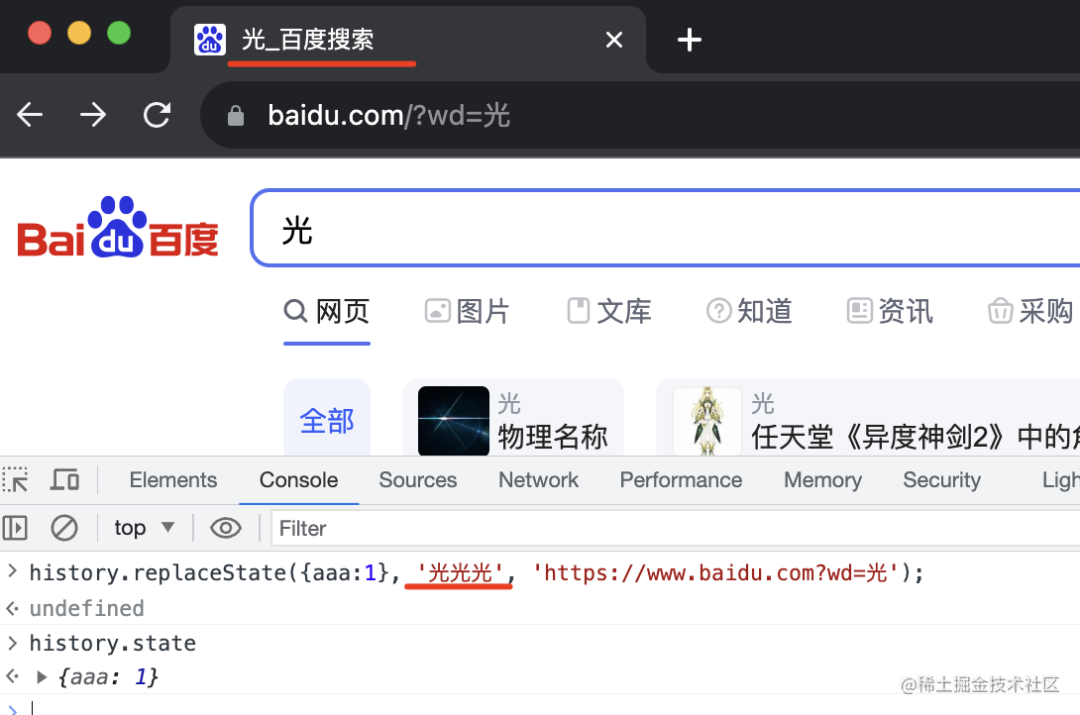 光_百度搜索
baidu.com/?wd=光
Bai du 百度
光
网页 图片 文库 知道 资讯 采购
全部
光
物理名称
光
任天堂《异度神剑2》中的
Elements Console Sources Network Performance Memory Security Ligh
top Filter
history.replaceState({aaa:1}, '光光光', 'https://www.baidu.com?wd=光');
undefined
history.state
{aaa: 1}
@稀土掘金技术社区